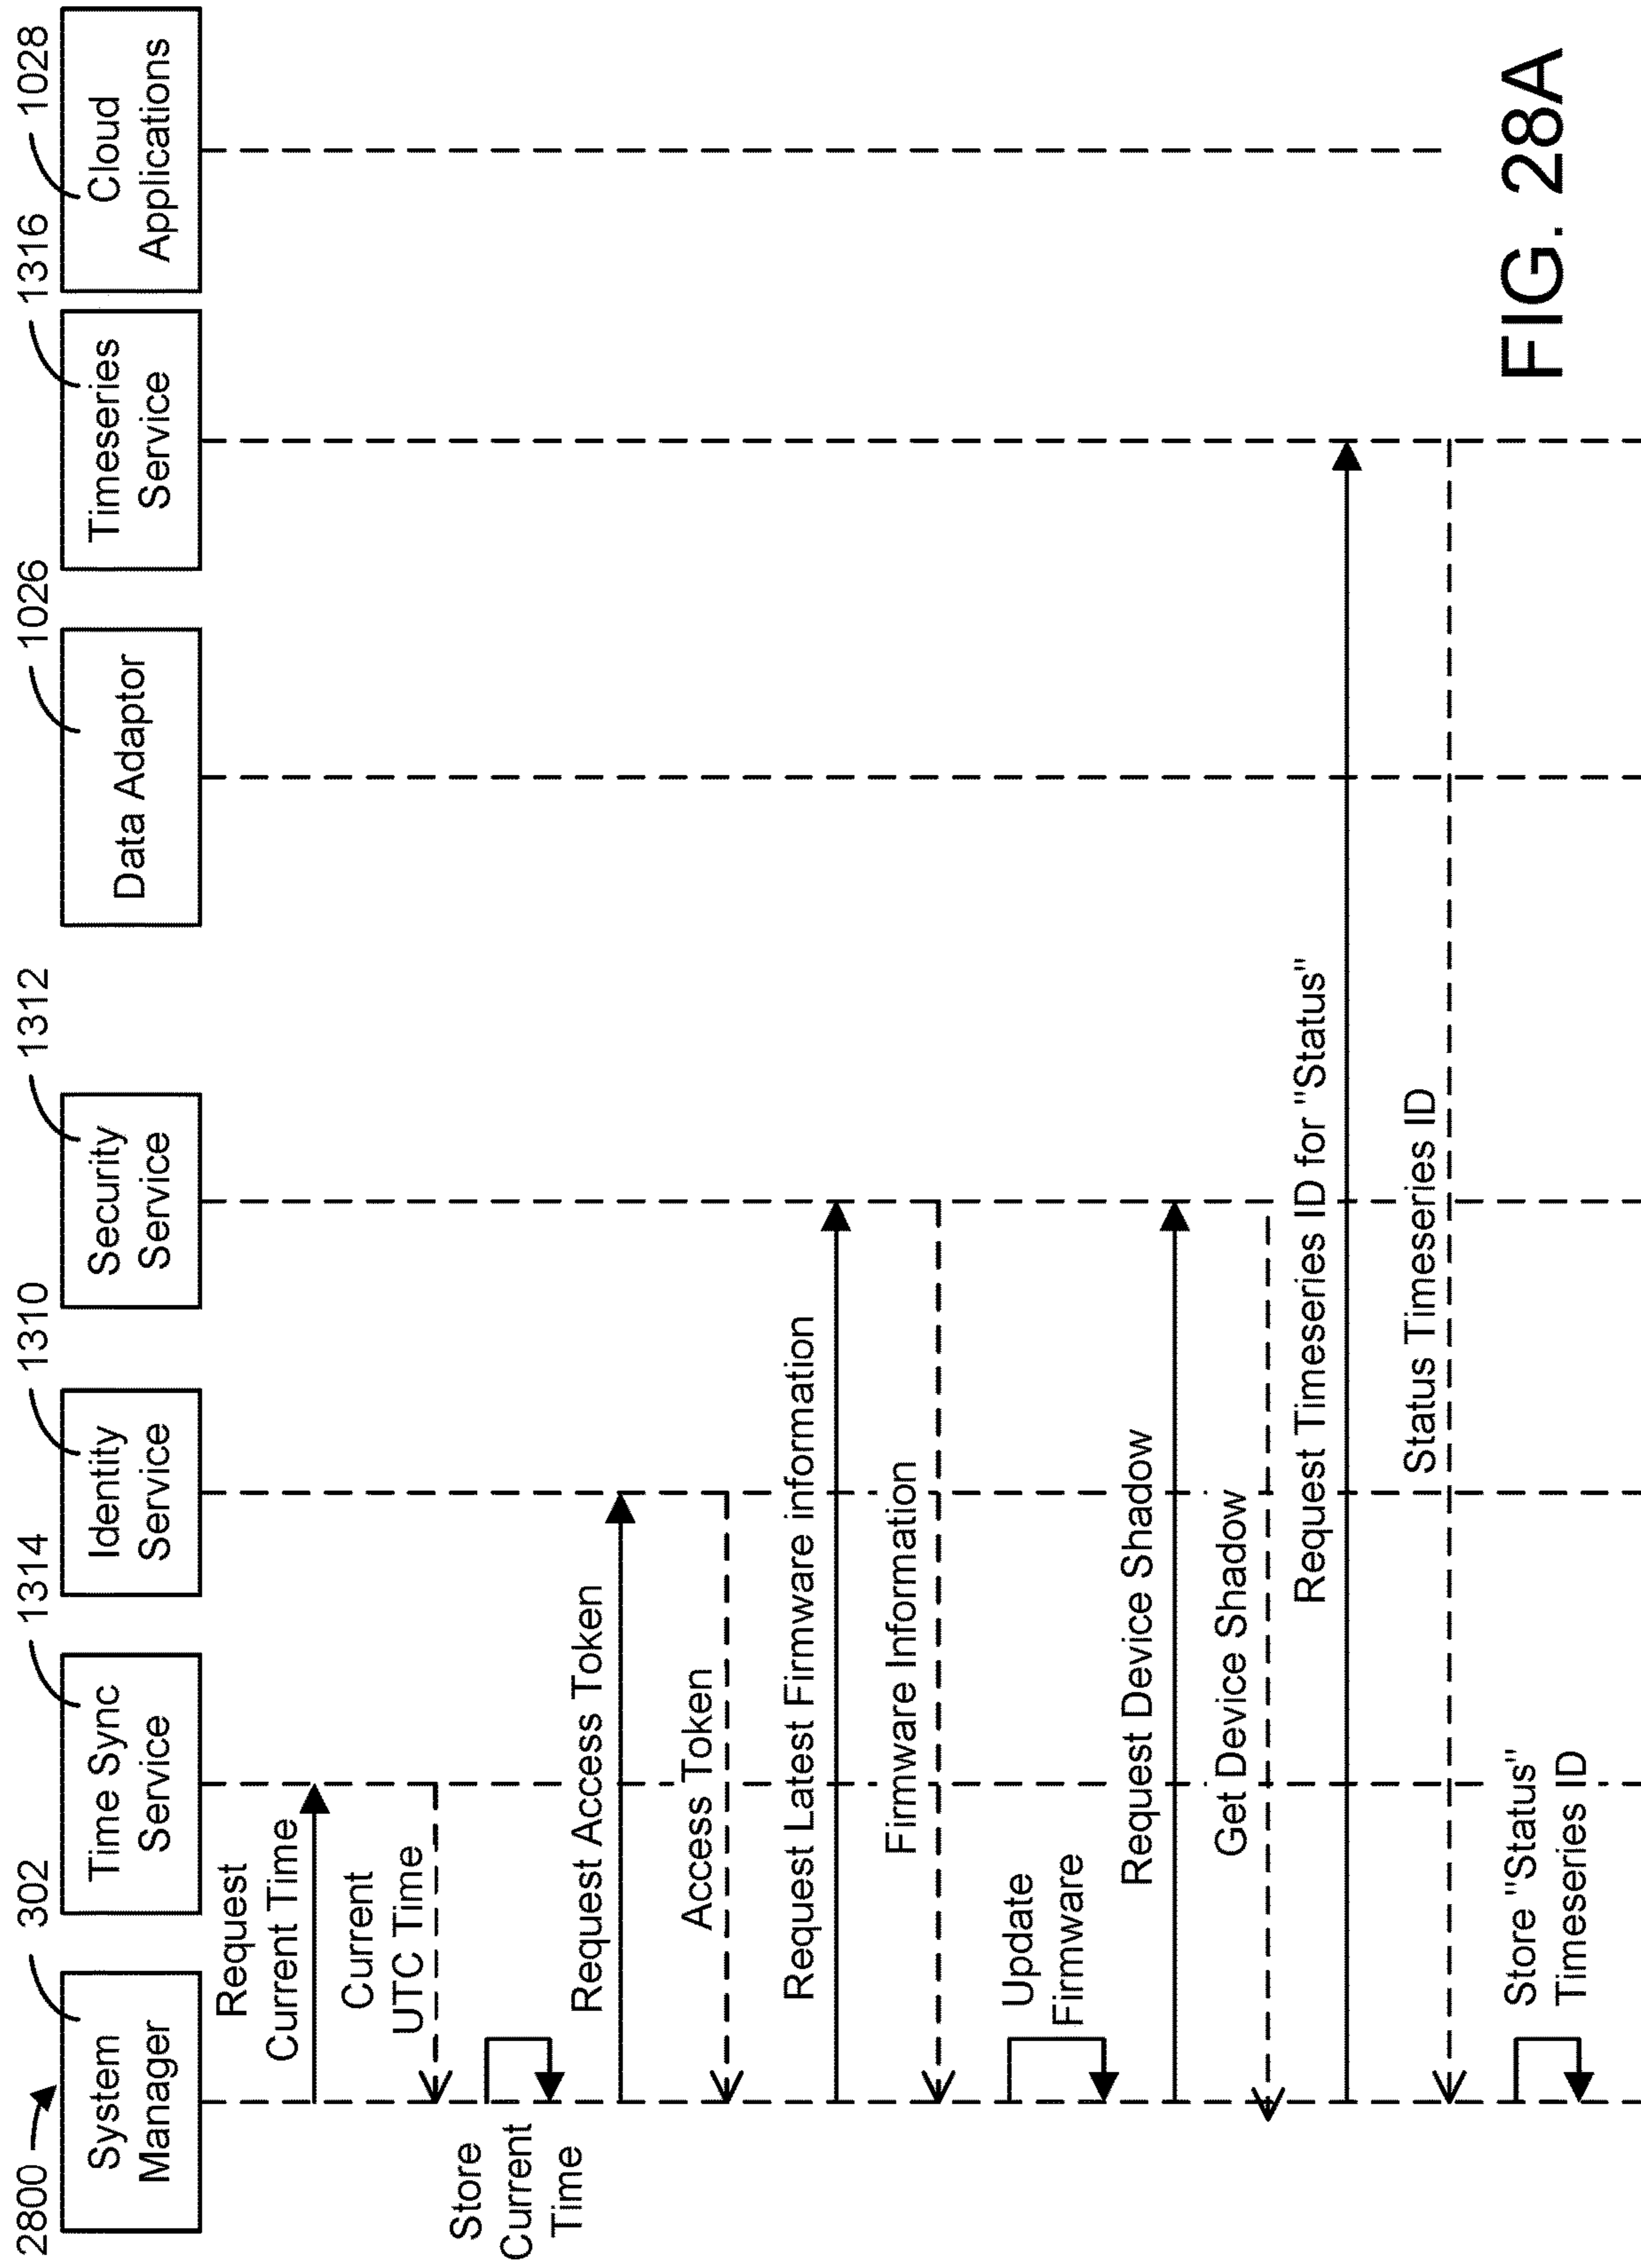 2800
302
1314
1310
1312
1026
1316
1028
System
Manager
Time Sync
Service
Identity
Service
Security
Service
Data Adaptor
Timeseries
Service
Cloud
Applications
Request
Current Time
Current
UTC Time
Store
Current
Time
Request Access Token
Access Token
Request Latest Firmware information
Firmware Information
Update
Firmware
Request Device Shadow
Get Device Shadow
Request Timeseries ID for "Status"
Status Timeseries ID
Store "Status"
Timeseries ID
FIG. 28A